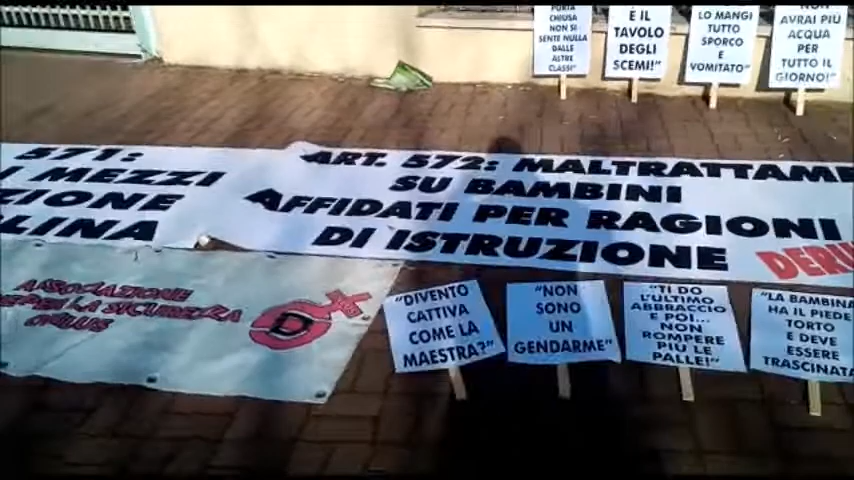 PORTA
CHIUSA
NON SI
SENTE NULLA
DALLE
ALTRE
CLASSI"
E IL
TAVOLO
DEGLI
SCEMI!"
LO MANGI
TUTTO
SPORCO
E
VOMITATO"
NON
AVRAI PIÙ
ACQUA
PER
TUTTO IL
GIORNO!"
571:
MEZZI
ZIONE
LINA
ART. 572: MALTRATTAME
SU BAMBINI
AFFIDATI PER RAGIONI
DI ISTRUZIONE
DERU
ASSOCIAZIONE
PER LA SICUREZZA
ONLUS
D
"DIVENTO
CATTIVA
COME LA
MAESTRA?"
"NON
SONO
UN
GENDARME"
"TI DO
L'ULTIMO
ABBRACCIO
E POI...
NON
ROMPERE
PIÙ LE
PALLE!"
"LA BAMBINA
HA IL PIEDE
TORTO
E DEVE
ESSERE
TRASCINATA